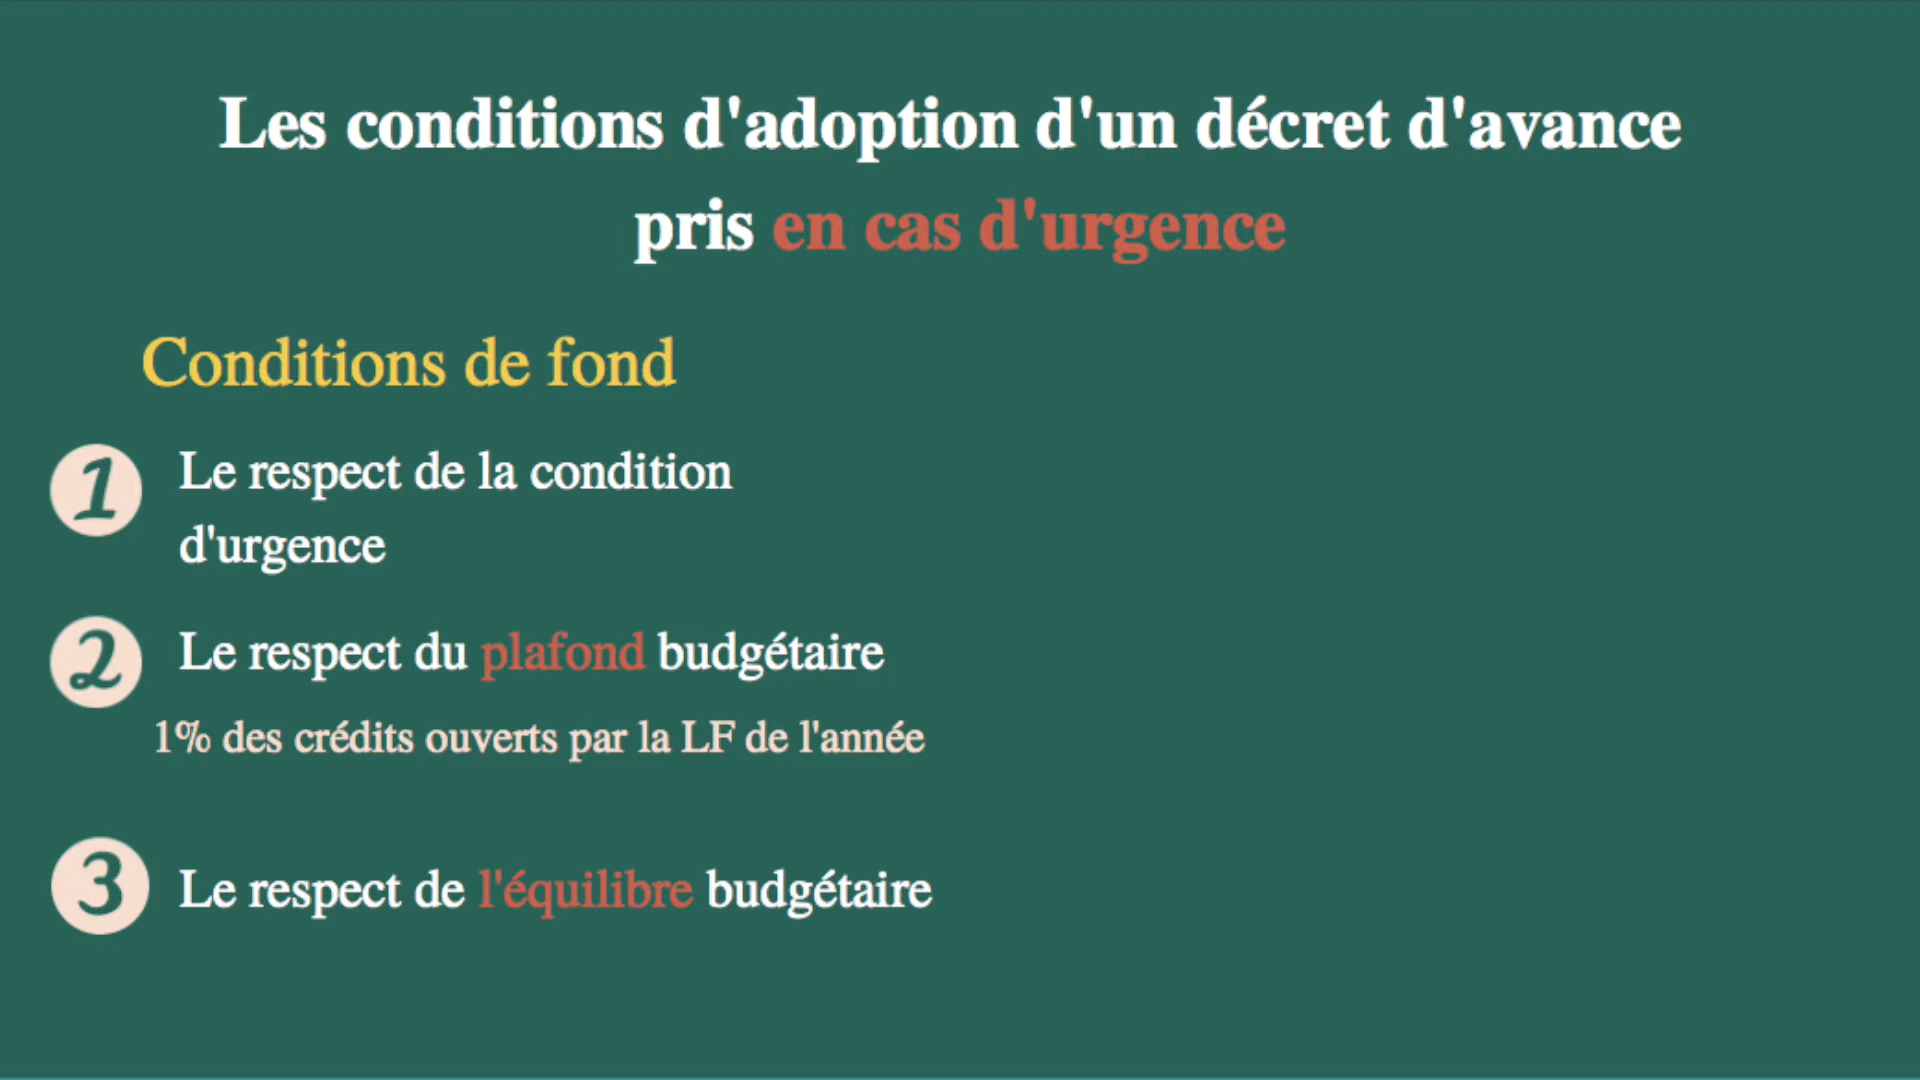 Les conditions d'adoption d'un décret d'avance
pris en cas d'urgence
Conditions de fond
1 Le respect de la condition
d'urgence
2 Le respect du plafond budgétaire
1% des crédits ouverts par la LF de l'année
3 Le respect de l'équilibre budgétaire